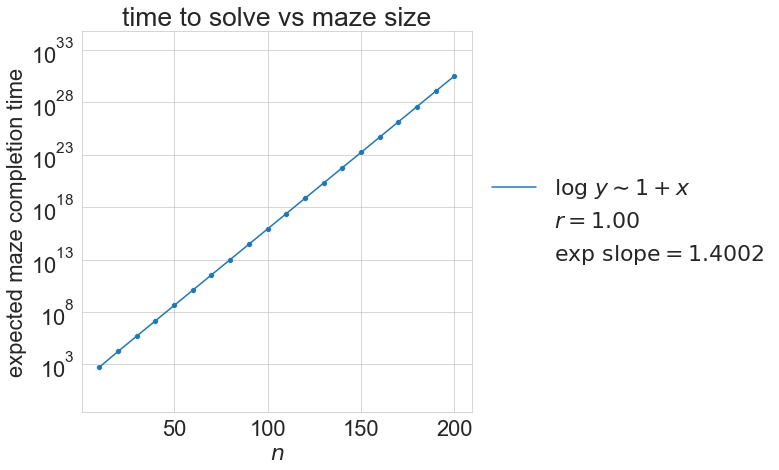 time to solve vs maze size
expected maze completion time
10^33
10^28
10^23
10^18
10^13
10^8
10^3
50 100 150 200
n
log y ~ 1 + x
r = 1.00
exp slope = 1.4002